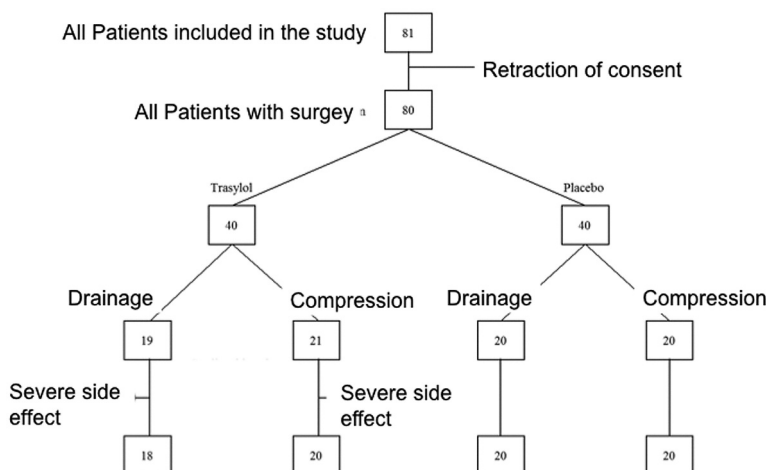 All Patients included in the study
81
Retraction of consent
All Patients with surgey
80
Trasylol
Placebo
40
40
Drainage
Compression
Drainage
Compression
19
21
20
20
Severe side
effect
Severe side
effect
18
20
20
20